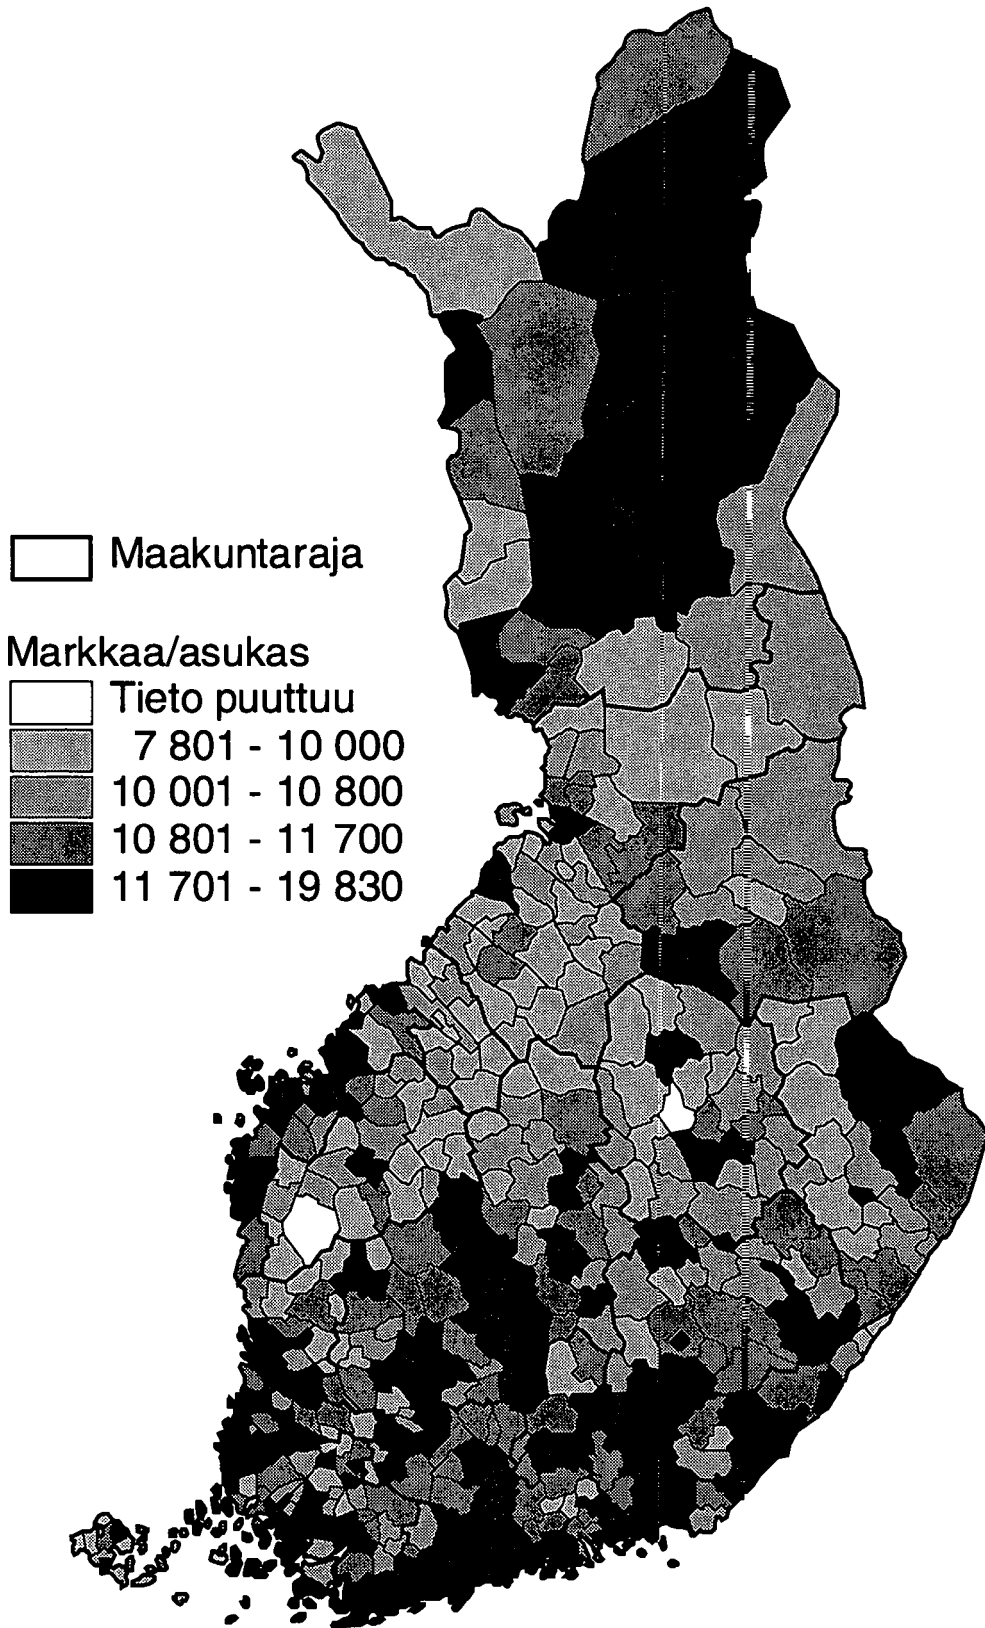 Maakuntaraja
Markkaa/asukas
Tieto puuttuu
7 801 - 10 000
10 001 - 10 800
10 801 - 11 700
11 701 - 19 830